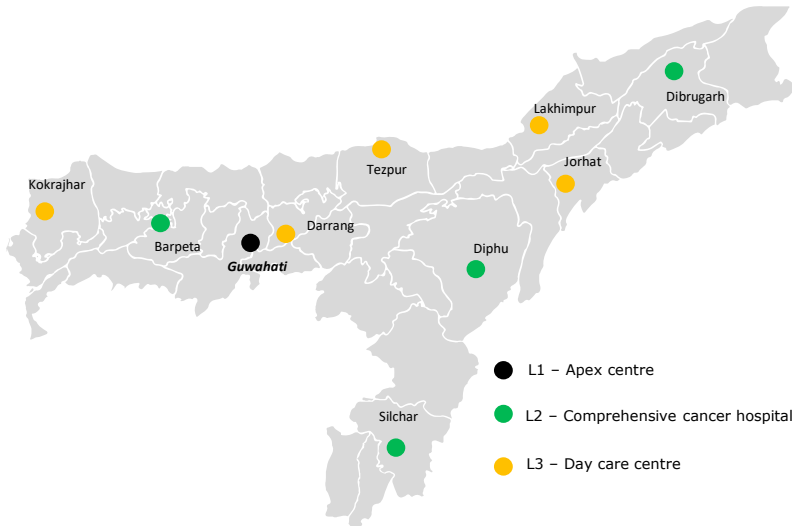 Dibrugarh
Lakhimpur
Jorhat
Tezpur
Kokrajhar
Darrang
Barpeta
Guwahati
Diphu
L1 – Apex centre
Silchar
L2 – Comprehensive cancer hospital
L3 – Day care centre